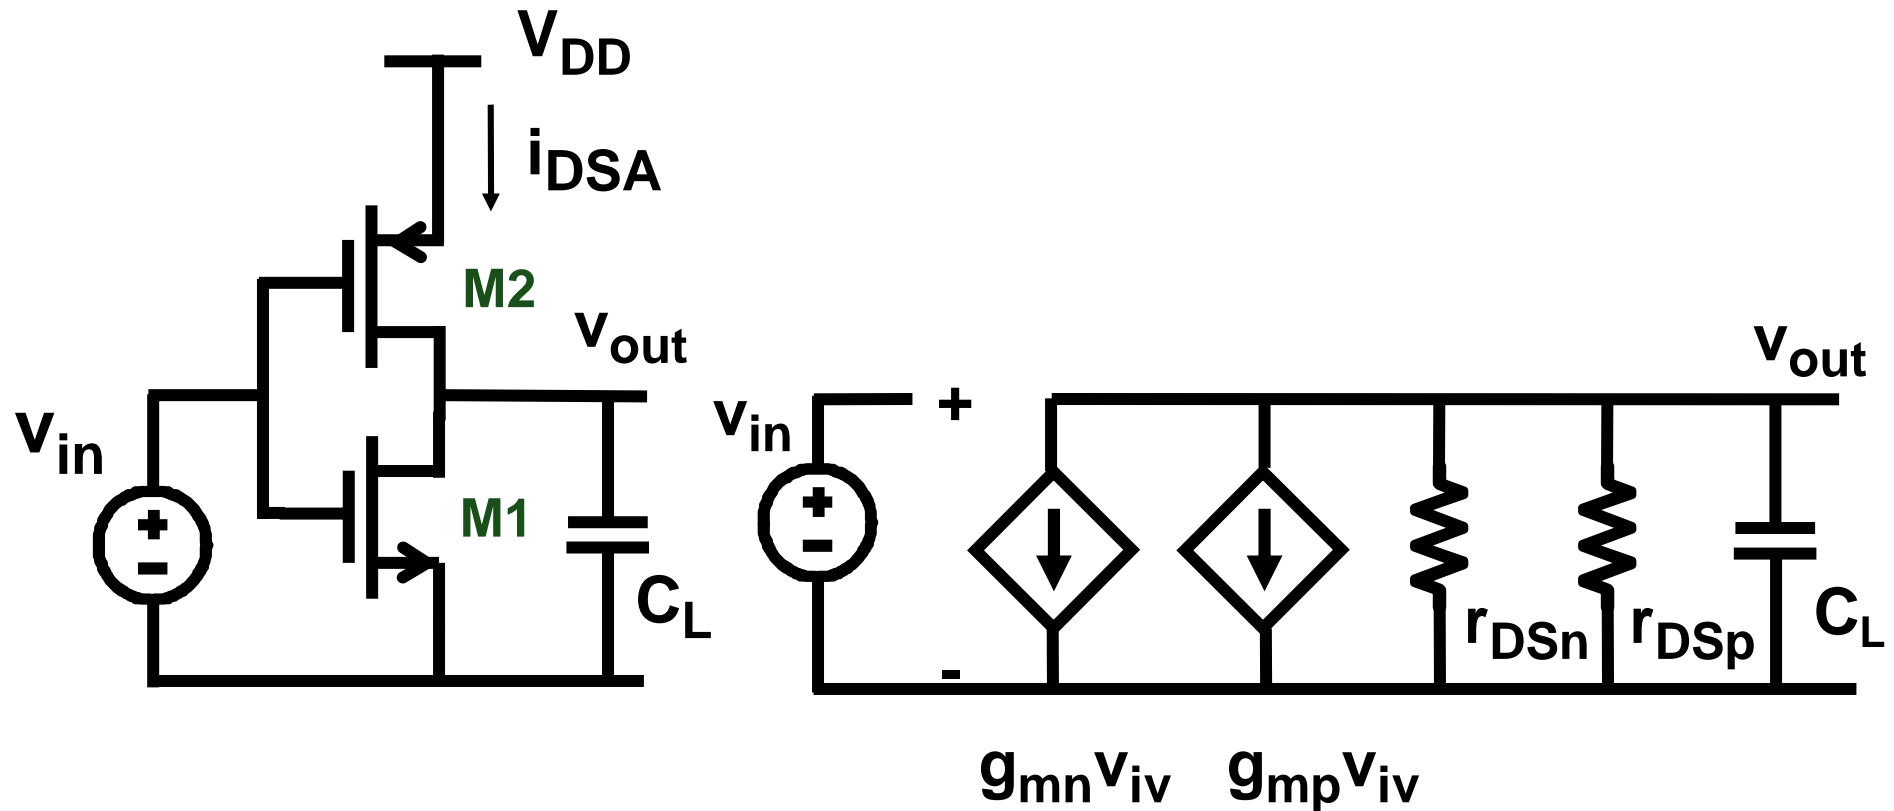 VDD
iDSA
M2
vout
vin
+
-
M1
CL
vin
+
-
+
-
vout
rDSn
rDSp
CL
gmnviv
gmpviv